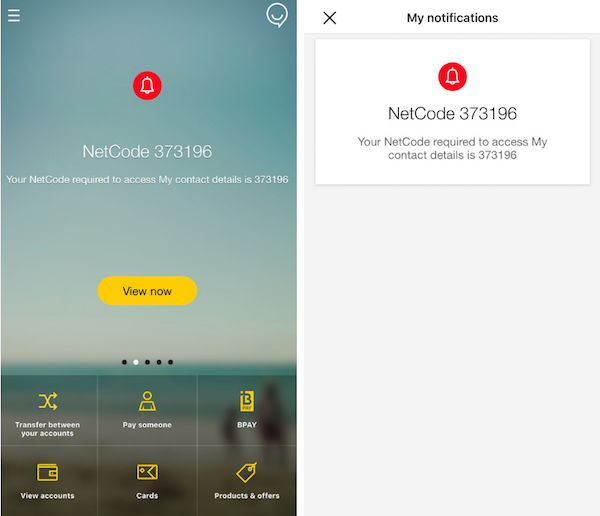 NetCode 373196
Your NetCode required to access My contact details is 373196
View now
Transfer between
your accounts
Pay someone
BPAY
View accounts
Cards
Products & offers
My notifications
NetCode 373196
Your NetCode required to access My
contact details is 373196